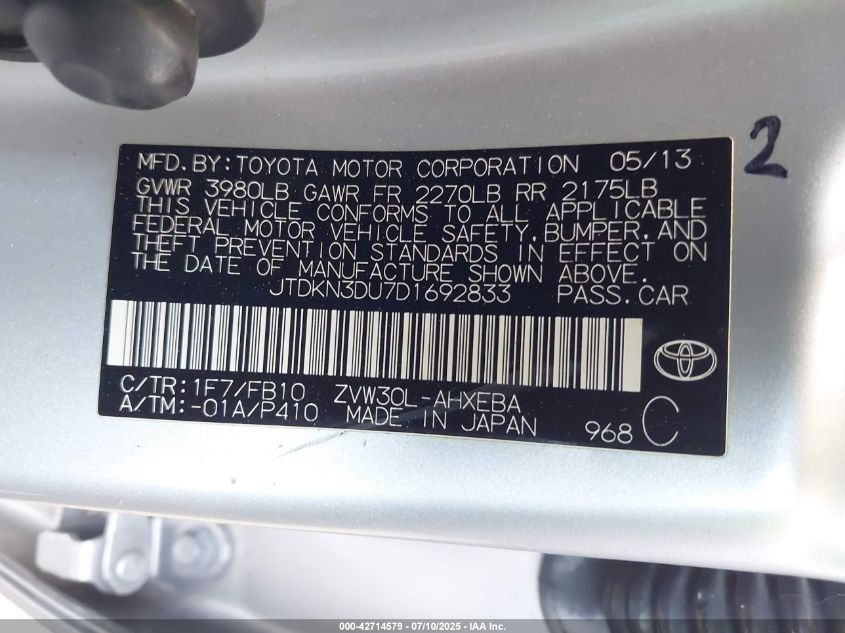 MFD.BY:TOYOTA MOTOR CORPORATION 05/13
GVWR 3980LB GAWR FR 2270LB RR 2175LB
THIS VEHICLE CONFORMS TO ALL APPLICABLE
FEDERAL MOTOR VEHICLE SAFETY,BUMPER,AND
THEFT PREVENTION STANDARDS IN EFFECT ON
THE DATE OF MANUFACTURE SHOWN ABOVE.
JTDKN3DU7D1692833 PASS.CAR
C/TR:1F7/FB10 ZVW30L-AHXEBA
A/TM:-01A/P410 MADE IN JAPAN 968 C
2
000-42714579 - 07/10/2025 - IAA Inc.